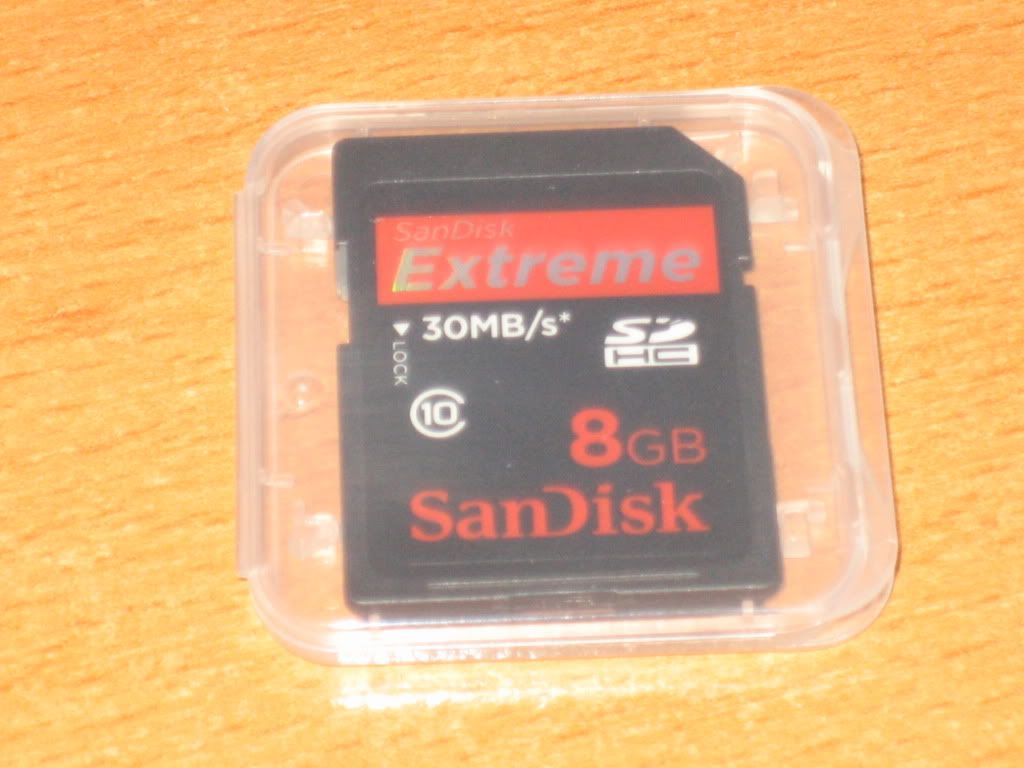 SanDisk
Extreme
30MB/s*
SD
HC
LOCK
10
8GB
SanDisk